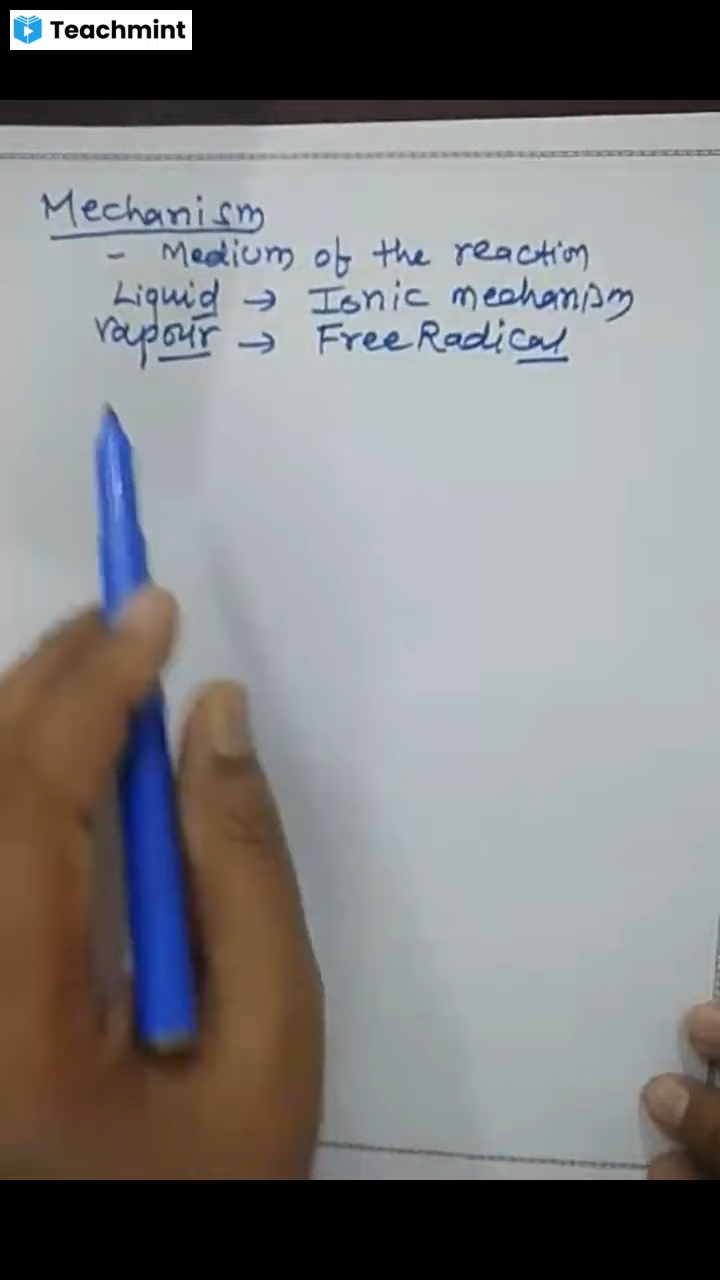 Teachmint
Mechanism
- Medium of the reaction
Liquid → Ionic mechanism
Vapour → Free Radical